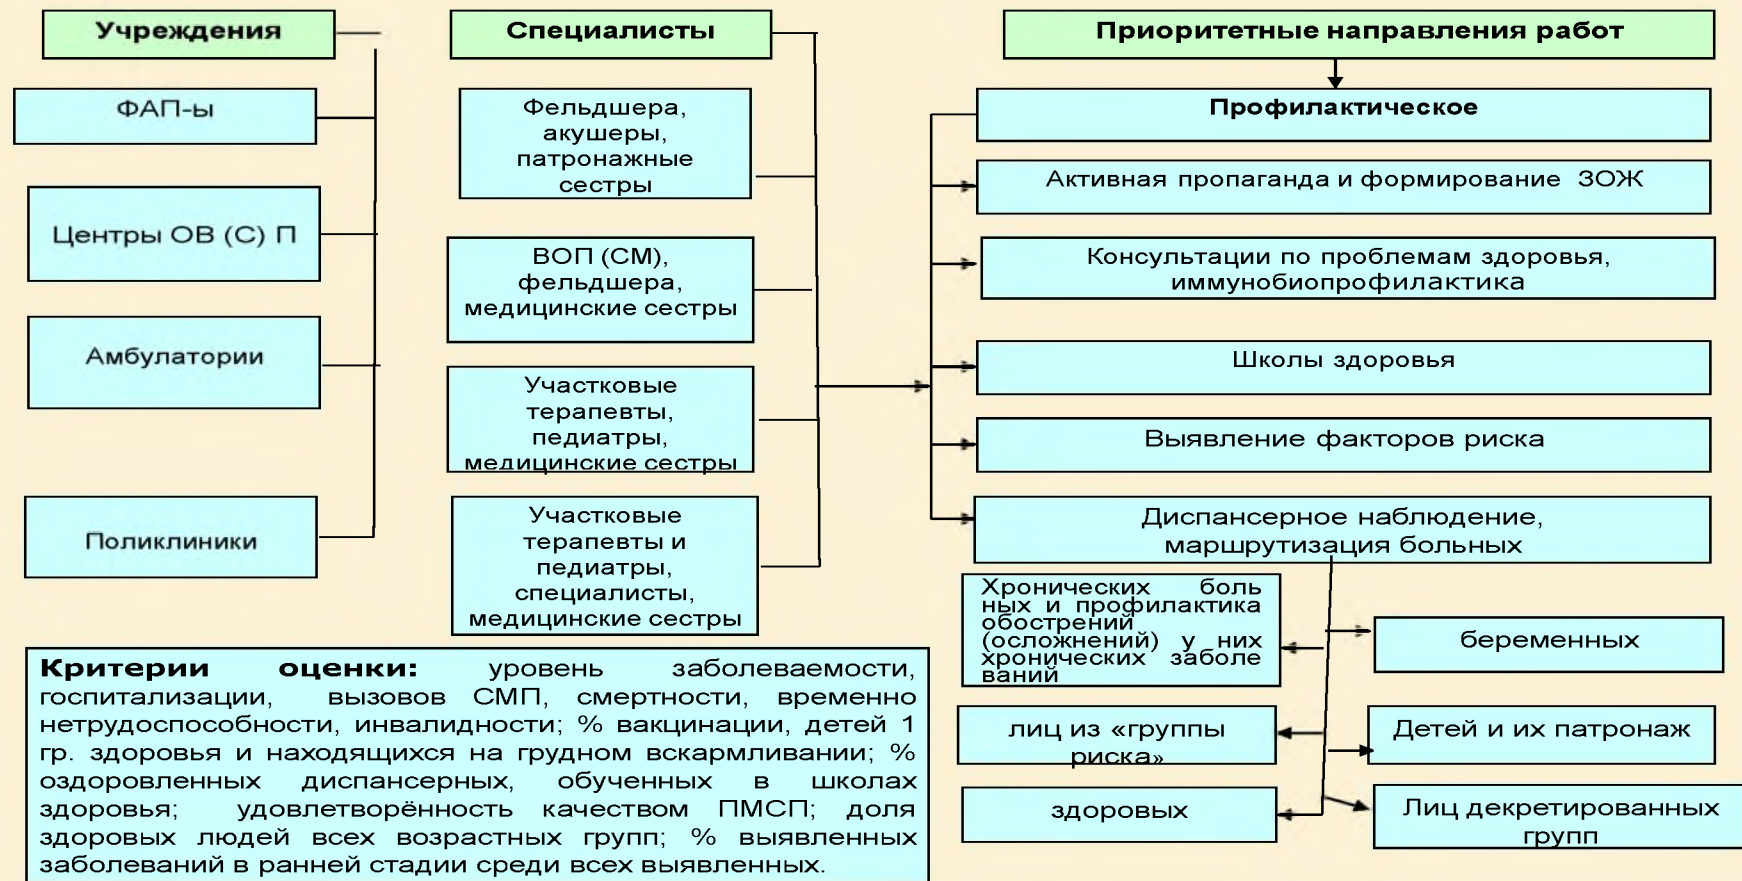 Учреждения
ФАП-ы
Центры ОВ (С) П
Амбулатории
Поликлиники
Специалисты
Фельдшера,
акушеры,
патронажные
сестры
ВОП (СМ),
фельдшера,
медицинские сестры
Участковые
терапевты,
педиатры,
медицинские сестры
Участковые
терапевты и
педиатры,
специалисты,
медицинские сестры
Приоритетные направления работ
Профилактическое
Активная пропаганда и формирование ЗОЖ
Консультации по проблемам здоровья,
иммунобиопрофилактика
Школы здоровья
Выявление факторов риска
Диспансерное наблюдение,
маршрутизация больных
Хронических боль
ных и профилактика
обострений
(осложнений) у них
хронических заболе
ваний
беременных
лиц из «группы
риска»
Детей и их патронаж
здоровых
Лиц декретированных
групп
Критерии оценки: уровень заболеваемости,
госпитализации, вызовов СМП, смертности, временно
нетрудоспособности, инвалидности; % вакцинации, детей 1
гр. здоровья и находящихся на грудном вскармливании; %
оздоровленных диспансерных, обученных в школах
здоровья; удовлетворённость качеством ПМСП; доля
здоровых людей всех возрастных групп; % выявленных
заболеваний в ранней стадии среди всех выявленных.